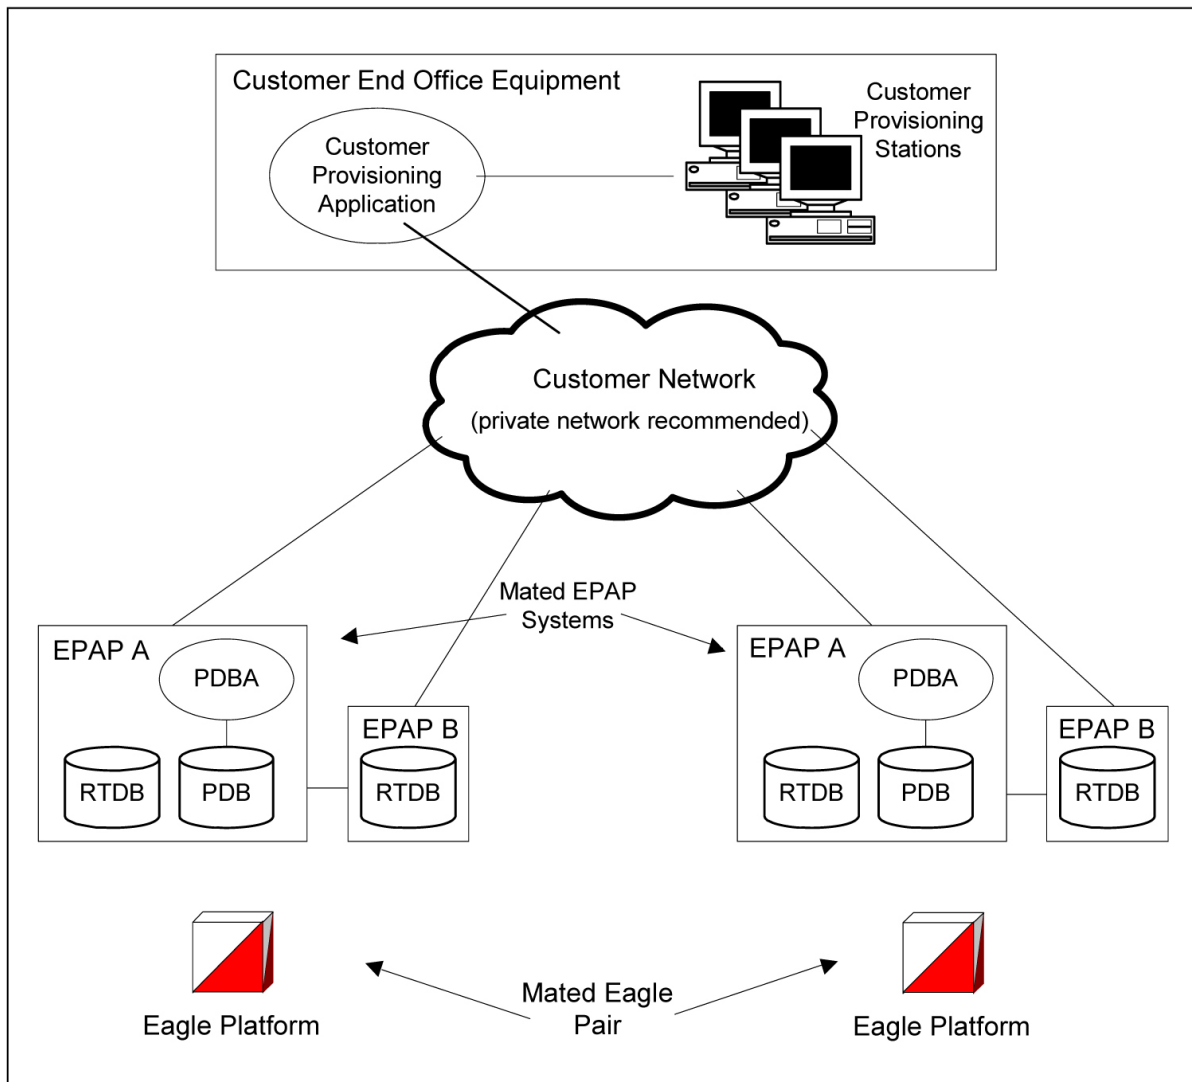 Customer End Office Equipment
Customer
Provisioning
Application
Customer
Provisioning
Stations
Customer Network
(private network recommended)
Mated EPAP
Systems
EPAP A
PDBA
RTDB
PDB
EPAP B
RTDB
EPAP A
PDBA
RTDB
PDB
EPAP B
RTDB
Eagle Platform
Mated Eagle
Pair
Eagle Platform